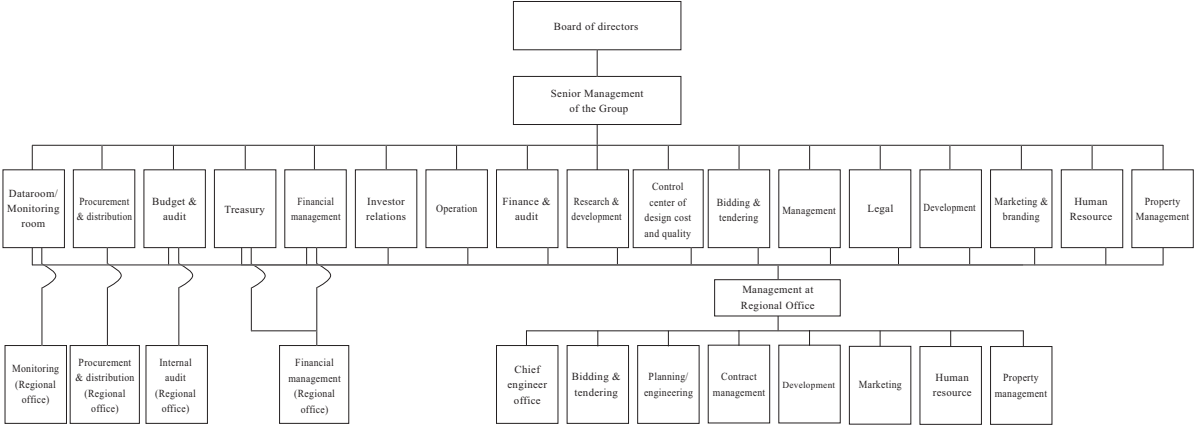 Board of directors
Senior Management
of the Group
Dataroom/
Monitoring
room
Procurement
& distribution
Budget &
audit
Treasury
Financial
management
Investor
relations
Operation
Finance &
audit
Research &
development
Control
center of
design cost
and quality
Bidding &
tendering
Management
Legal
Development
Marketing &
branding
Human
Resource
Property
Management
Management at
Regional Office
Monitoring
(Regional
office)
Procurement
& distribution
(Regional
office)
Internal
audit
(Regional
office)
Financial
management
(Regional
office)
Chief
engineer
office
Bidding &
tendering
Planning/
engineering
Contract
management
Development
Marketing
Human
resource
Property
management